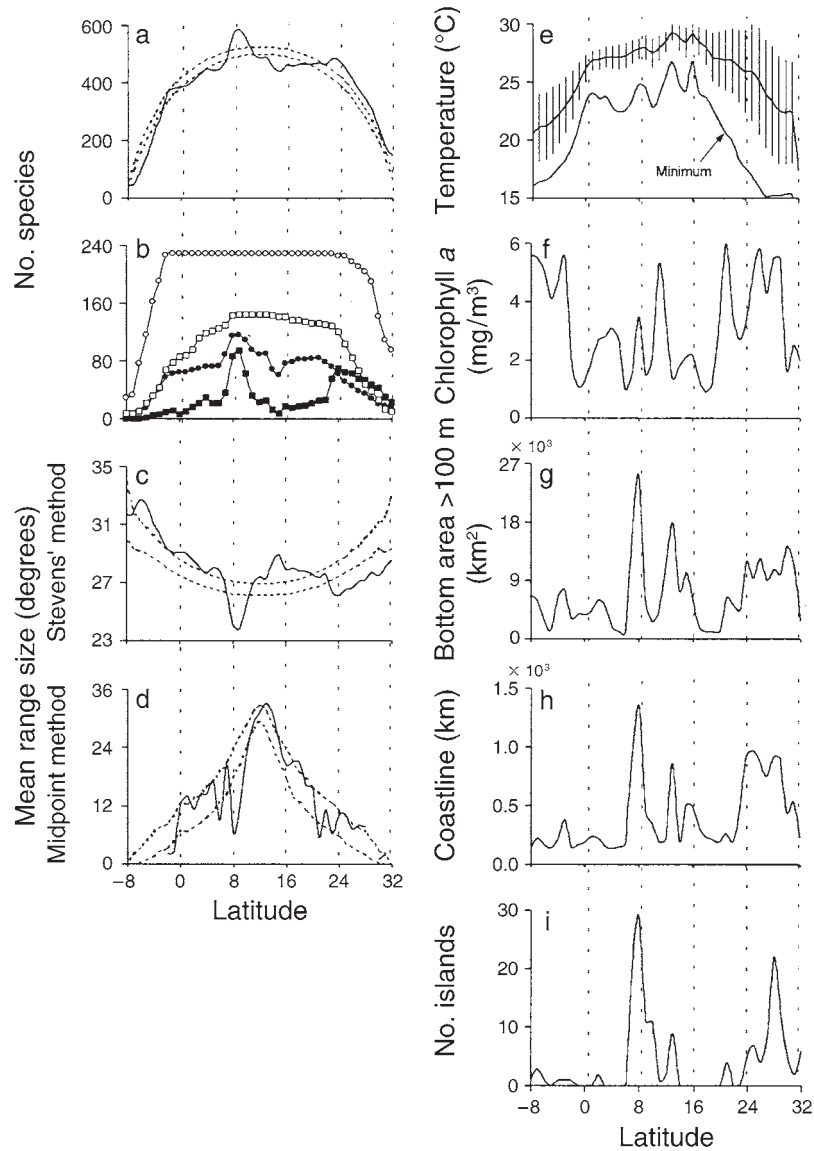 No. species
a
600
400
200
0
b
240
160
80
0
Mean range size (degrees)
Stevens' method
c
35
31
27
23
Midpoint method
d
36
24
12
0
-8 0 8 16 24 32
Latitude
Temperature (°C)
e
30
25
20
15
Minimum
Chlorophyll a
(mg/m³)
f
6
4
2
0
Bottom area >100 m
(km²)
× 10³
g
27
18
9
0
Coastline (km)
× 10³
h
1.5
1.0
0.5
0.0
No. islands
i
30
20
10
0
-8 0 8 16 24 32
Latitude